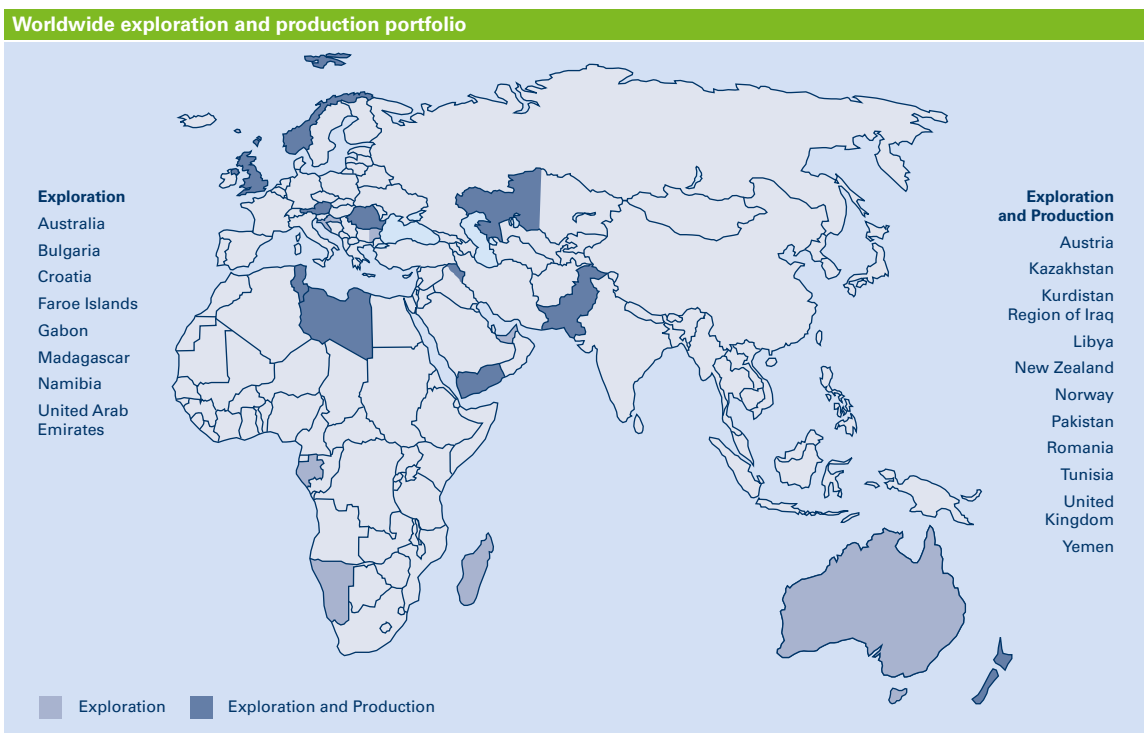 Worldwide exploration and production portfolio
Exploration
Australia
Bulgaria
Croatia
Faroe Islands
Gabon
Madagascar
Namibia
United Arab
Emirates
Exploration
and Production
Austria
Kazakhstan
Kurdistan
Region of Iraq
Libya
New Zealand
Norway
Pakistan
Romania
Tunisia
United
Kingdom
Yemen
Exploration
Exploration and Production